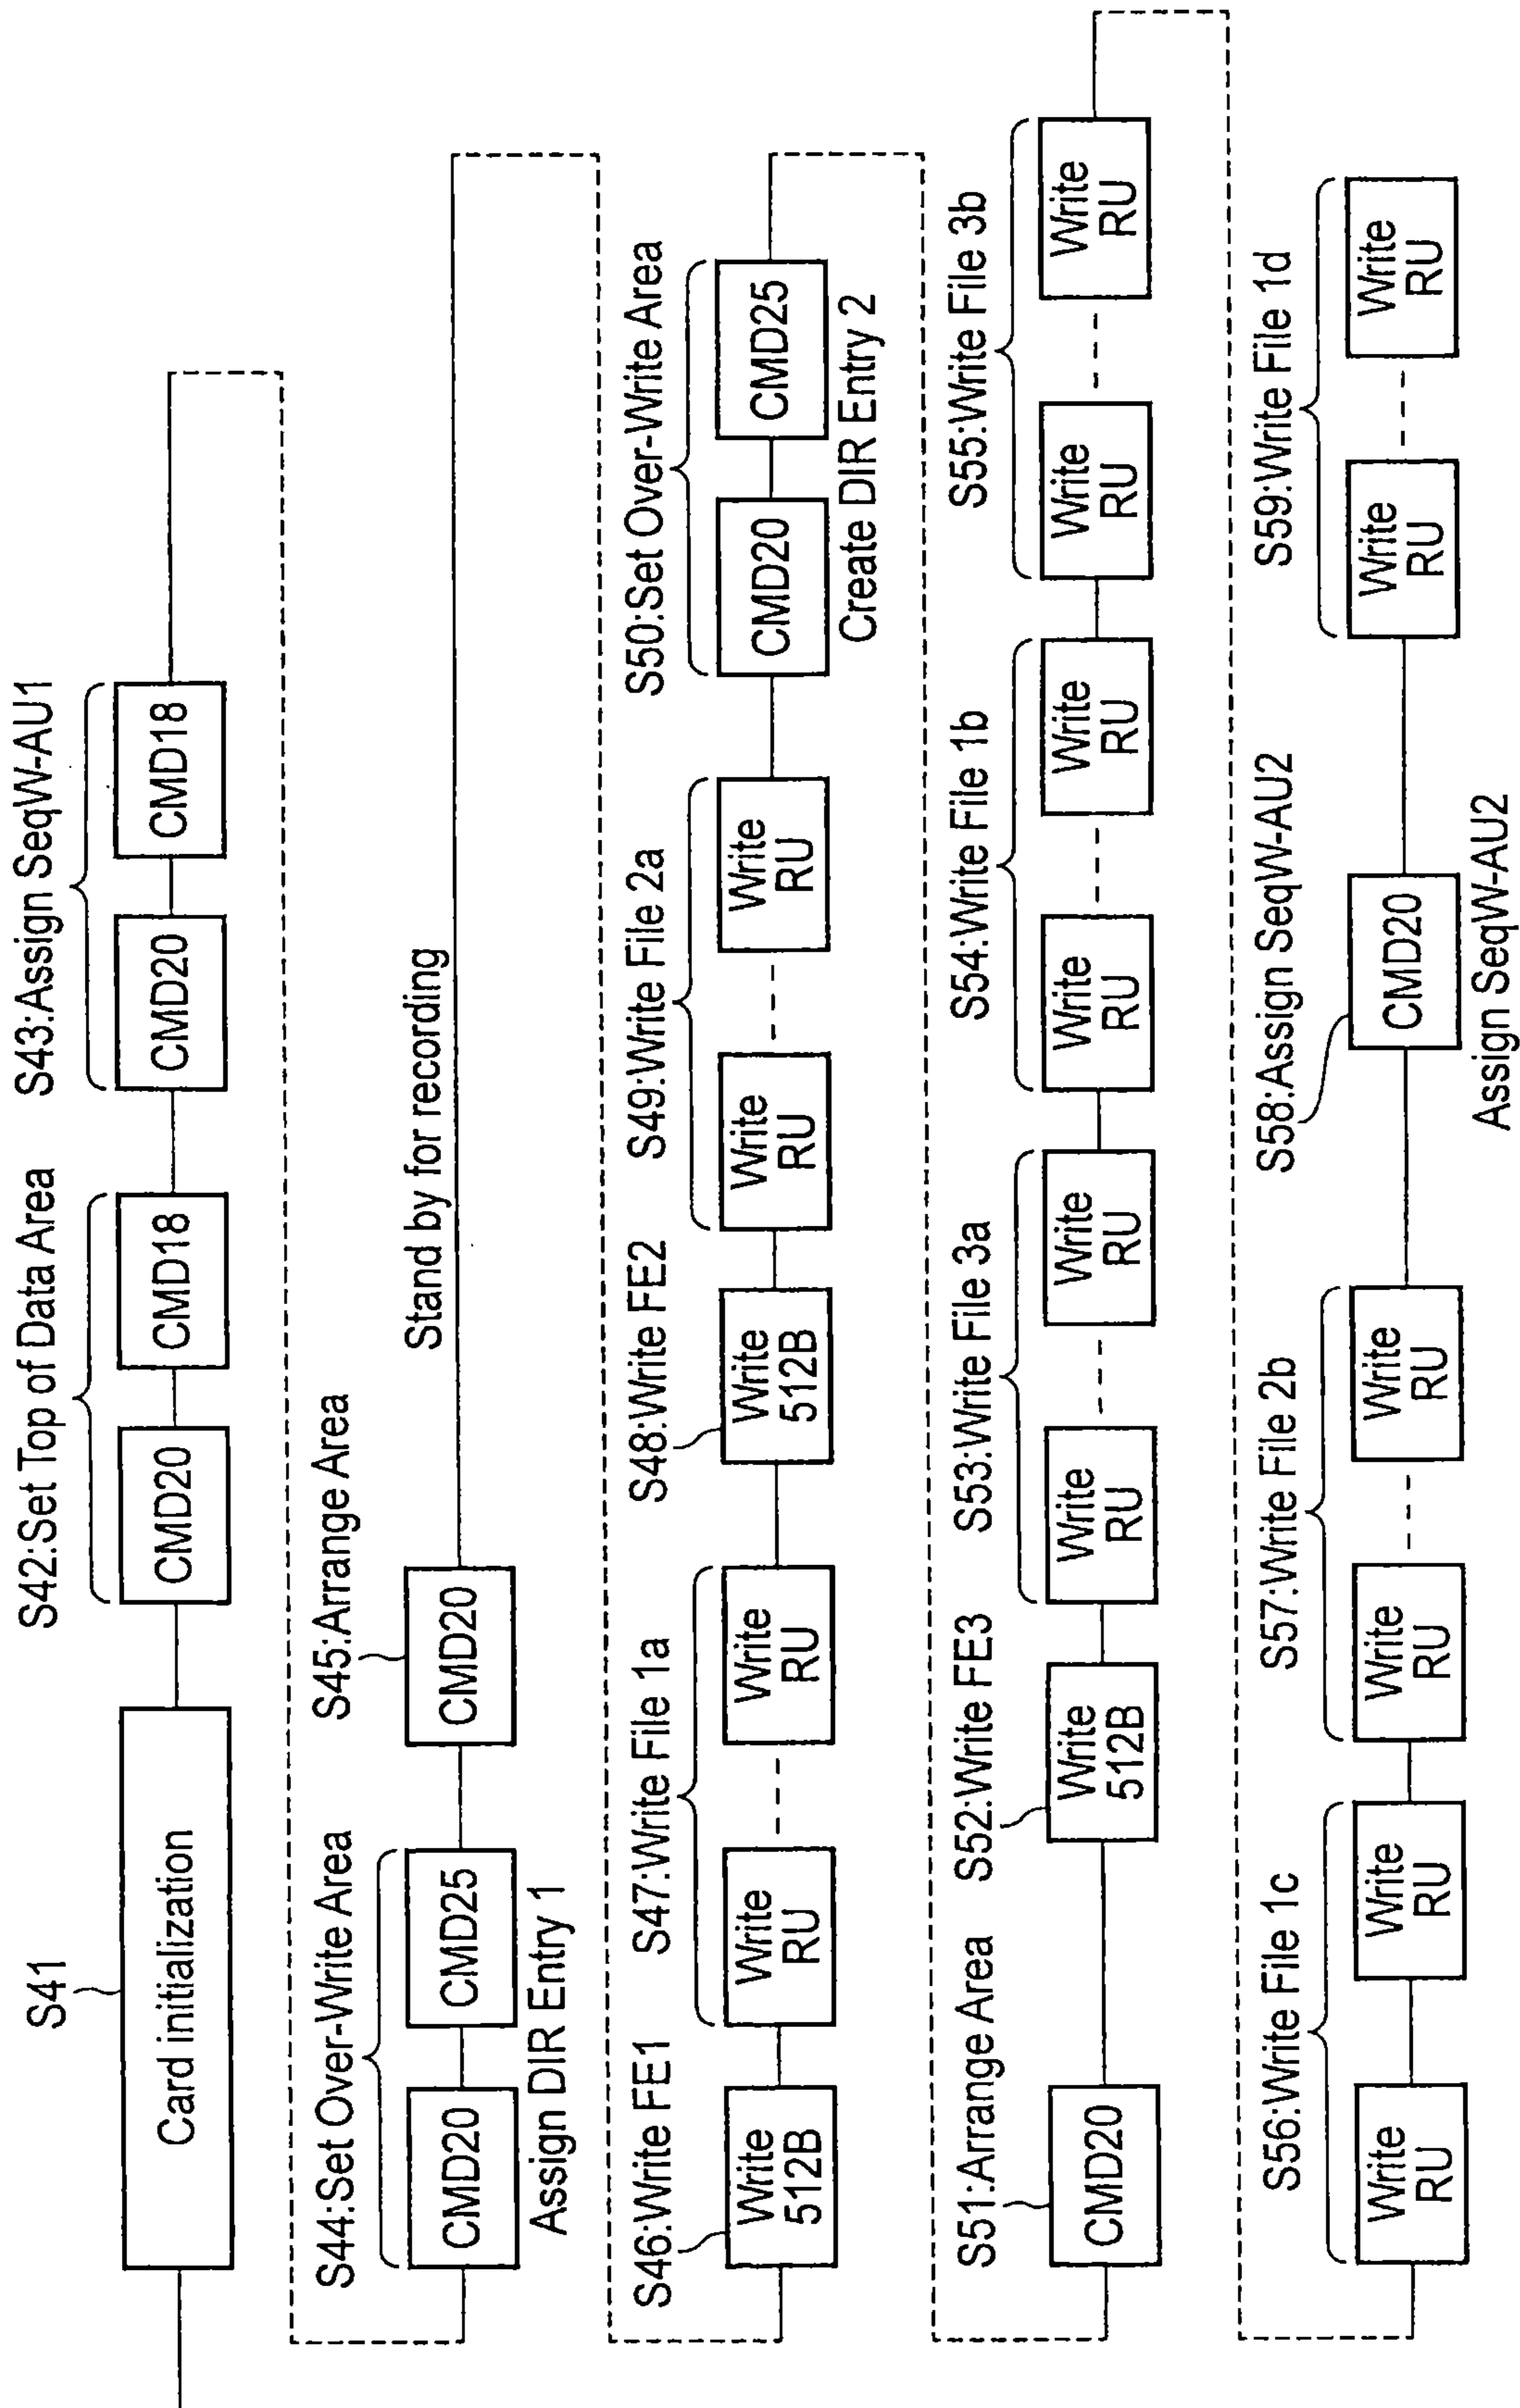 S41
Card initialization
S42:Set Top of Data Area
CMD20
CMD18
S43:Assign SeqW-AU1
CMD20
CMD18
S44:Set Over-Write Area
CMD20
CMD25
Assign DIR Entry 1
S45:Arrange Area
CMD20
Stand by for recording
S46:Write FE1
Write
512B
S47:Write File 1a
Write
RU
Write
RU
S48:Write FE2
Write
512B
S49:Write File 2a
Write
RU
Write
RU
S50:Set Over-Write Area
CMD20
CMD25
Create DIR Entry 2
S51:Arrange Area
CMD20
S52:Write FE3
Write
512B
S53:Write File 3a
Write
RU
Write
RU
S54:Write File 1b
Write
RU
Write
RU
S55:Write File 3b
Write
RU
Write
RU
S56:Write File 1c
Write
RU
Write
RU
S57:Write File 2b
Write
RU
Write
RU
S58:Assign SeqW-AU2
CMD20
Assign SeqW-AU2
S59:Write File 1d
Write
RU
Write
RU